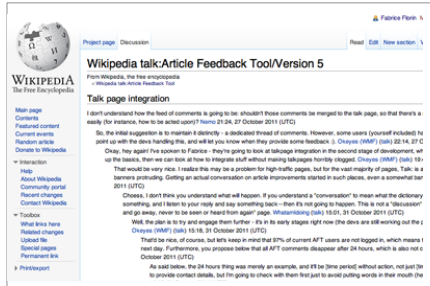 Fabrice Florin
Project page Discussion
Read Edit New section
WIKIPEDIA
The Free Encyclopedia
Wikipedia talk:Article Feedback Tool/Version 5
From Wikipedia, the free encyclopedia
< Wikipedia talk:Article Feedback Tool
Main page
Contents
Featured content
Current events
Random article
Donate to Wikipedia
Interaction
Help
About Wikipedia
Community portal
Recent changes
Contact Wikipedia
Toolbox
What links here
Related changes
Upload file
Special pages
Permanent link
Print/export
Talk page integration
I don't understand how the feed of comments is going to be: shouldn't those comments be merged to the talk page, so that there's a
easily (for instance, how to be acted upon)? Nemo 21:24, 27 October 2011 (UTC)
So, the initial suggestion is to maintain it distinctly - a dedicated thread of comments. However, some users (yourself included) ha
point up with the devs handling this, and will let you know when they provide some feedback :). Okeyes (WMF) (talk) 22:14, 27 O
Okay, hey again! I've spoken to Fabrice - they're going to look at talkpage integration in the second stage of development, wh
up the basics, then we can look at how to integrate stuff without making talkpages horribly clogged. Okeyes (WMF) (talk) 19:
That would be very nice. I realize this may be a problem for high-traffic pages, but for the vast majority of pages, Talk: is a
banners protruding. Getting an actual conversation on article improvements started in such places, even a somewhat ban
2011 (UTC)
Choess, I don't think you understand what will happen. If you understand a "conversation" to mean what the dictionary
something, and I listen to your reply and say something back—then it's not going to happen. This is not a "discussion"
and go away, never to be seen or heard from again" page. WhatamIdoing (talk) 15:01, 31 October 2011 (UTC)
Well, the plan is to try and engage them further - it's in its early stages right now (the devs are still working out the p
Okeyes (WMF) (talk) 15:18, 31 October 2011 (UTC)
That'd be nice, of course, but let's keep in mind that 97% of current AFT users are not logged in, which means t
next day. Furthermore, you propose below that all AFT comments disappear after 24 hours, which is also not c
October 2011 (UTC)
As said below, the 24 hours thing was merely an example, and it'll be [time period] without action, not just [tim
to provide contact details, but I'm going to check with them first just to avoid putting words in their mouth (he